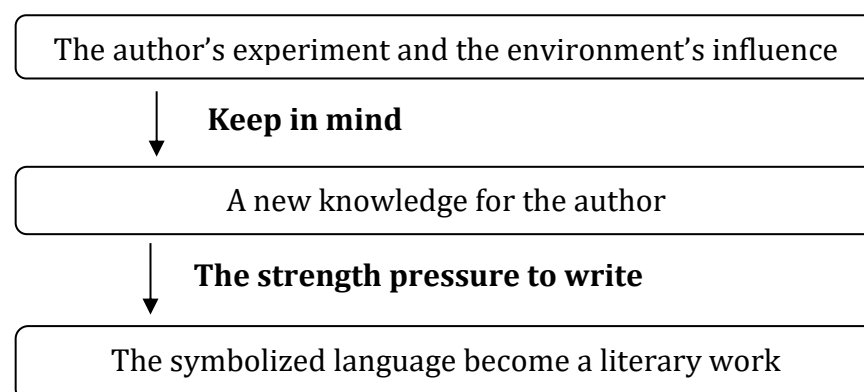 The author’s experiment and the environment’s influence
Keep in mind
A new knowledge for the author
The strength pressure to write
The symbolized language become a literary work